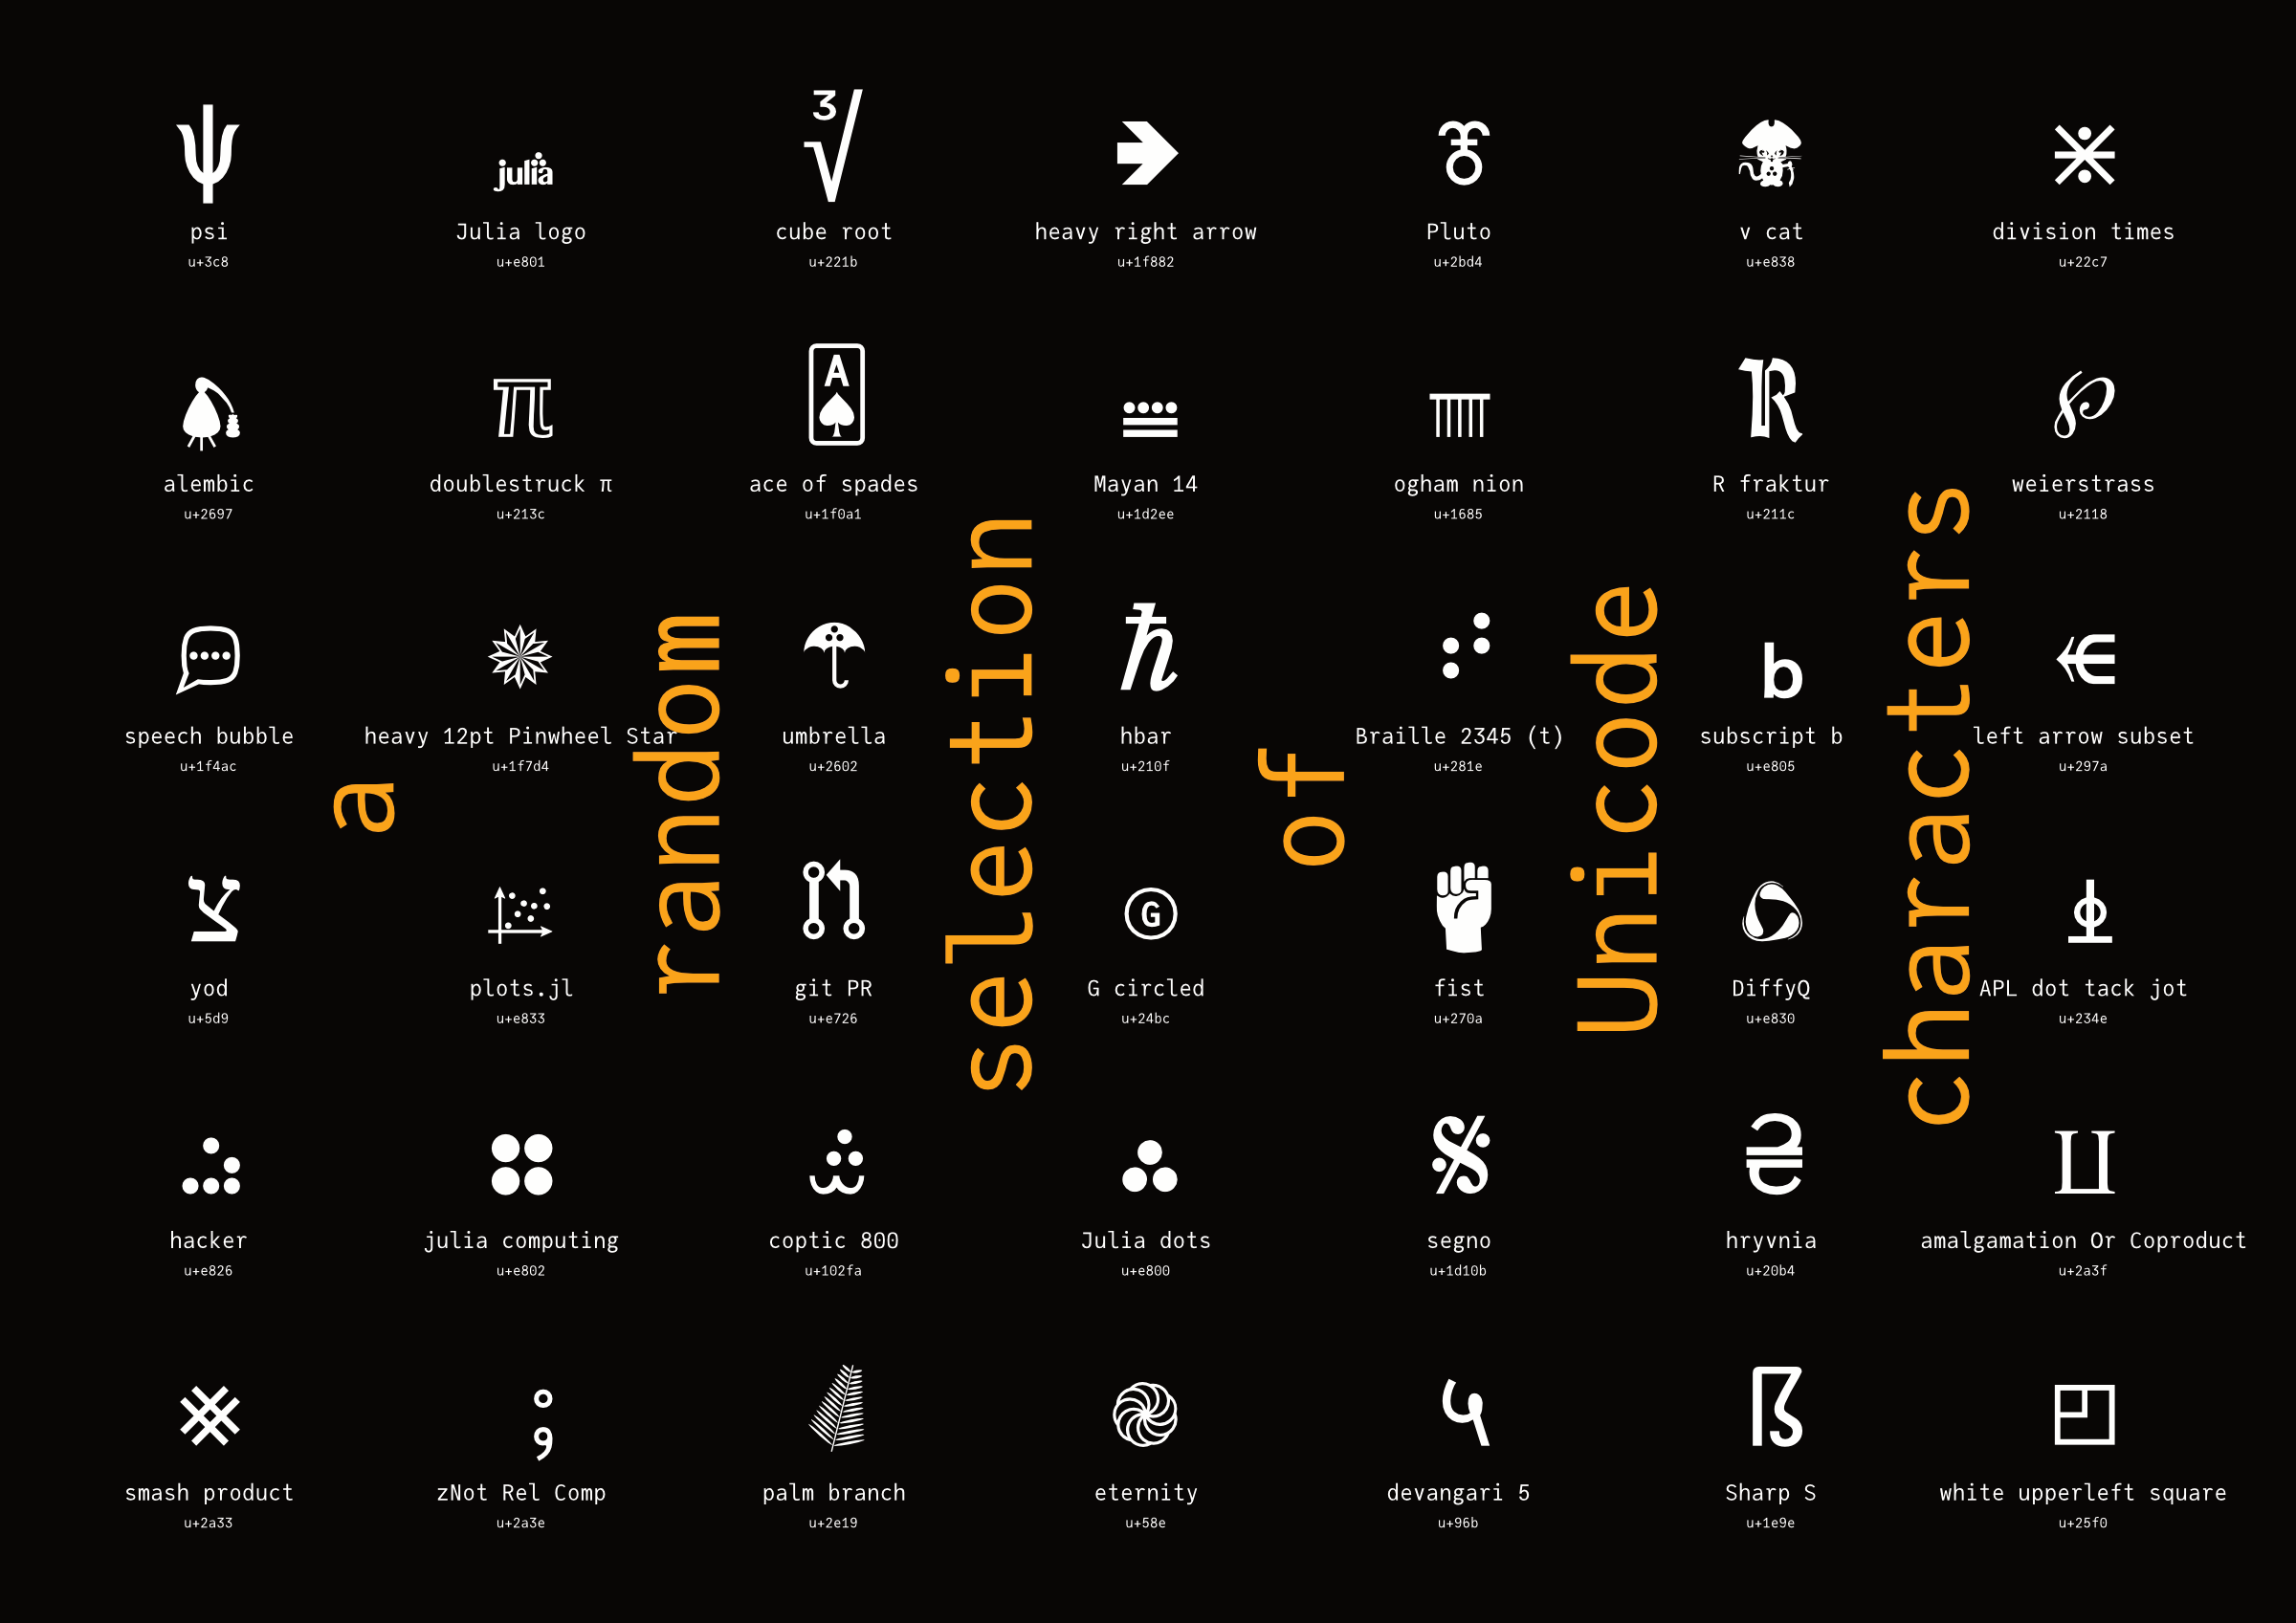 psi Julia logo cube root heavy right arrow Pluto v cat division times
u+3c8 u+e801 u+221b u+1f882 u+2bd4 u+e838 u+22c7
alembic doublestruck π ace of spades Mayan 14 ogham nion R fraktur weierstrass
u+2697 u+213c u+1f0a1 u+1d2ee u+1685 u+211c u+2118
speech bubble heavy 12pt Pinwheel Star umbrella hbar Braille 2345 (t) subscript b left arrow subset
u+1f4ac u+1f7d4 u+2602 u+210f u+281e u+e805 u+297a
yod plots.jl git PR G circled fist DiffyQ APL dot tack jot
u+5d9 u+e833 u+e726 u+24bc u+270a u+e830 u+234e
hacker julia computing coptic 800 Julia dots segno hryvnia amalgamation Or Coproduct
u+e826 u+e802 u+102fa u+e800 u+1d10b u+20b4 u+2a3f
smash product zNot Rel Comp palm branch eternity devangari 5 Sharp S white upperleft square
u+2a33 u+2a3e u+2e19 u+58e u+96b u+1e9e u+25f0
a
random
selection
of
Unicode
characters